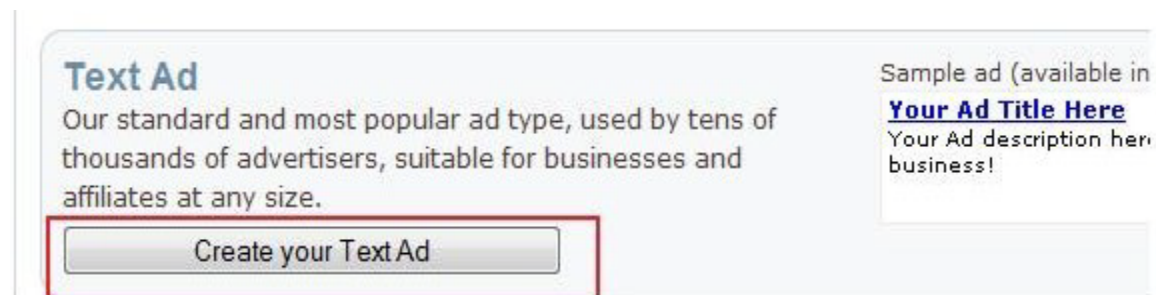 Text Ad
Our standard and most popular ad type, used by tens of
thousands of advertisers, suitable for businesses and
affiliates at any size.
Create your Text Ad
Sample ad (available in
Your Ad Title Here
Your Ad description here
business!